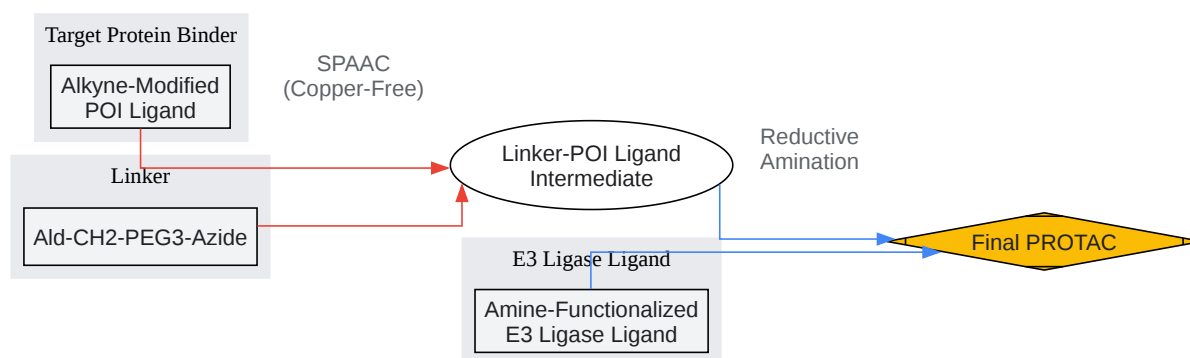 Target Protein Binder
Alkyne-Modified
POI Ligand
SPAAC
(Copper-Free)
Linker
Ald-CH2-PEG3-Azide
Linker-POI Ligand
Intermediate
Reductive
Amination
E3 Ligase Ligand
Amine-Functionalized
E3 Ligase Ligand
Final PROTAC